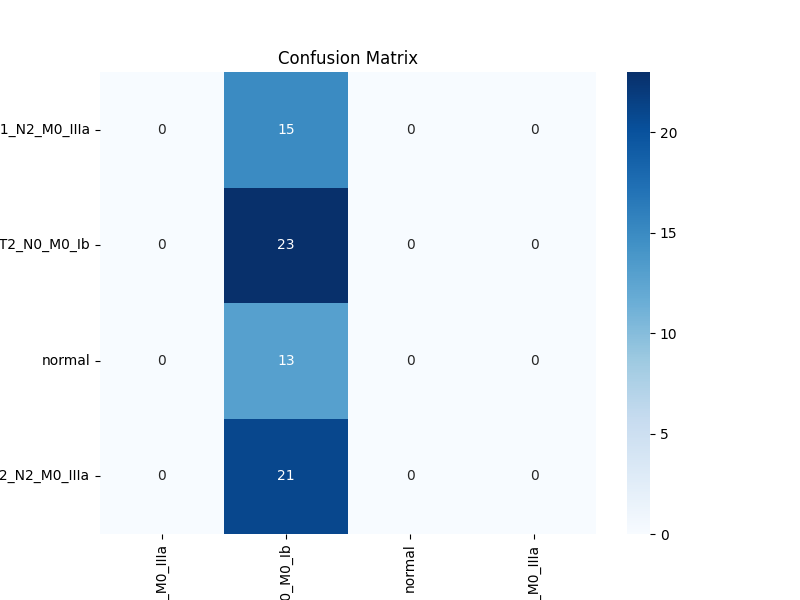 Confusion Matrix
1_N2_M0_IIIa 0 15 0 0
T2_N0_M0_Ib 0 23 0 0
normal 0 13 0 0
2_N2_M0_IIIa 0 21 0 0
_M0_IIIa 0_M0_Ib normal _M0_IIIa
20
15
10
5
0